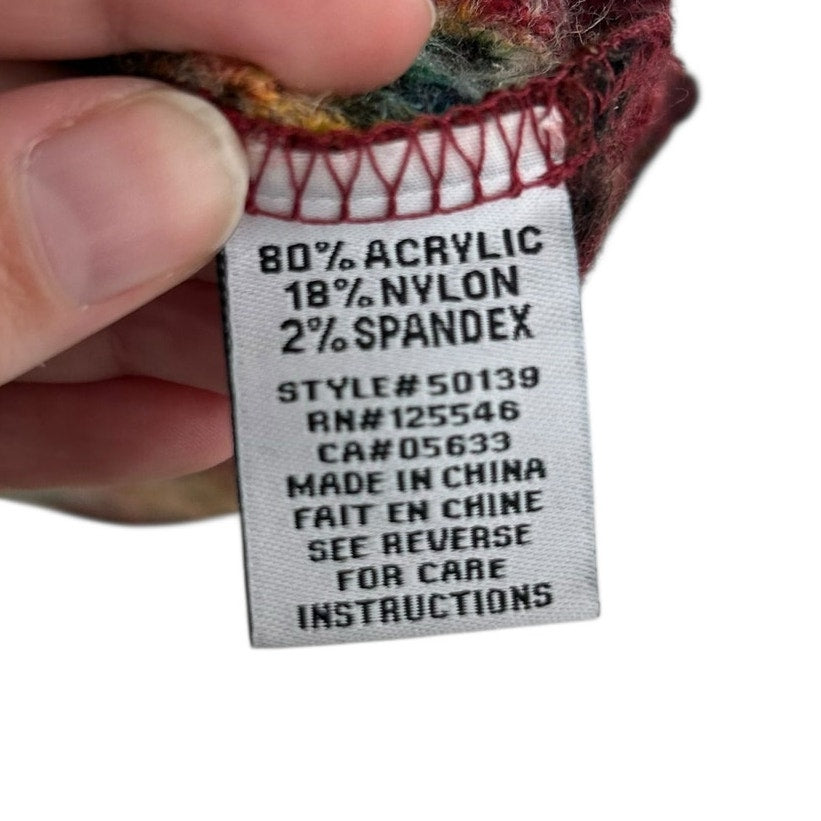 80% ACRYLIC
18% NYLON
2% SPANDEX
STYLE#50139
RN#125546
CA#05633
MADE IN CHINA
FAIT EN CHINE
SEE REVERSE
FOR CARE
INSTRUCTIONS